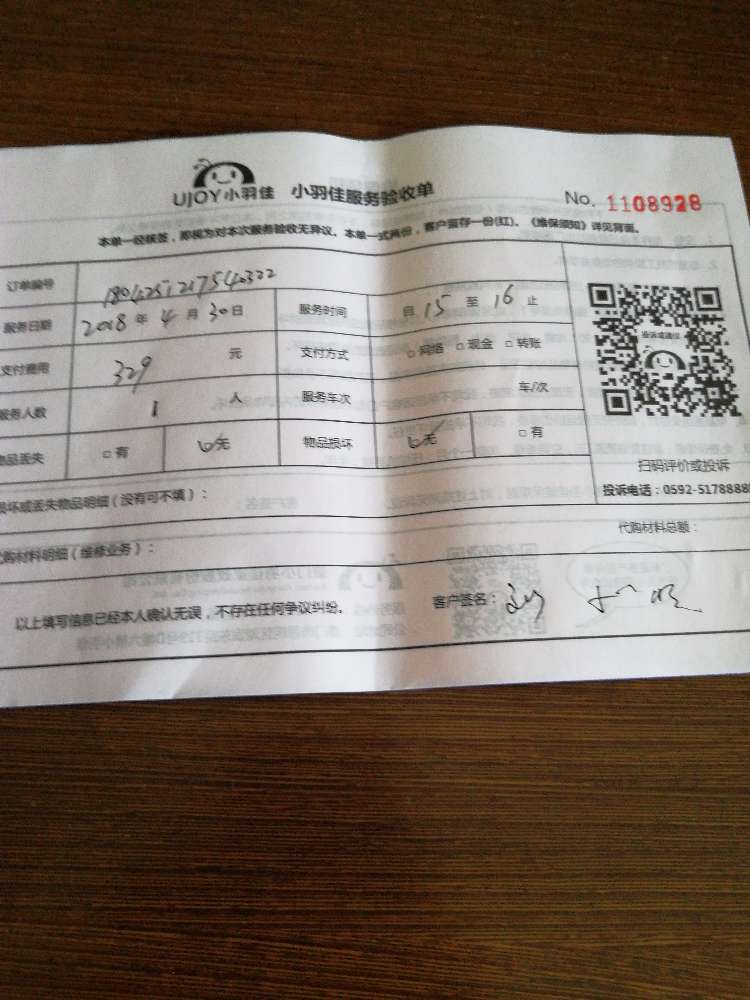 UJOY小羽佳 小羽佳服务验收单 No. 1108928
本单一经核签，即视为对本次服务验收无异议。本单一式两份，客户留存一份(红)。《维保须知》详见背面。
订单编号 1804251217540322
服务日期 2018 年 4 月 30 日 服务时间 自 15 至 16 止
支付费用 329 元 支付方式 □ 网络 □ 现金 □ 转账
服务人数 1 人 服务车次 车/次
物品丢失 □ 有 □ 无 物品损坏 □ 无 □ 有
投诉或建议
扫码评价或投诉
投诉电话：0592-5178888
损坏或丢失物品明细（没有可不填）：
代购材料明细（维修业务）： 代购材料总额：
以上填写信息已经本人确认无误，不存在任何争议纠纷。 客户签名：